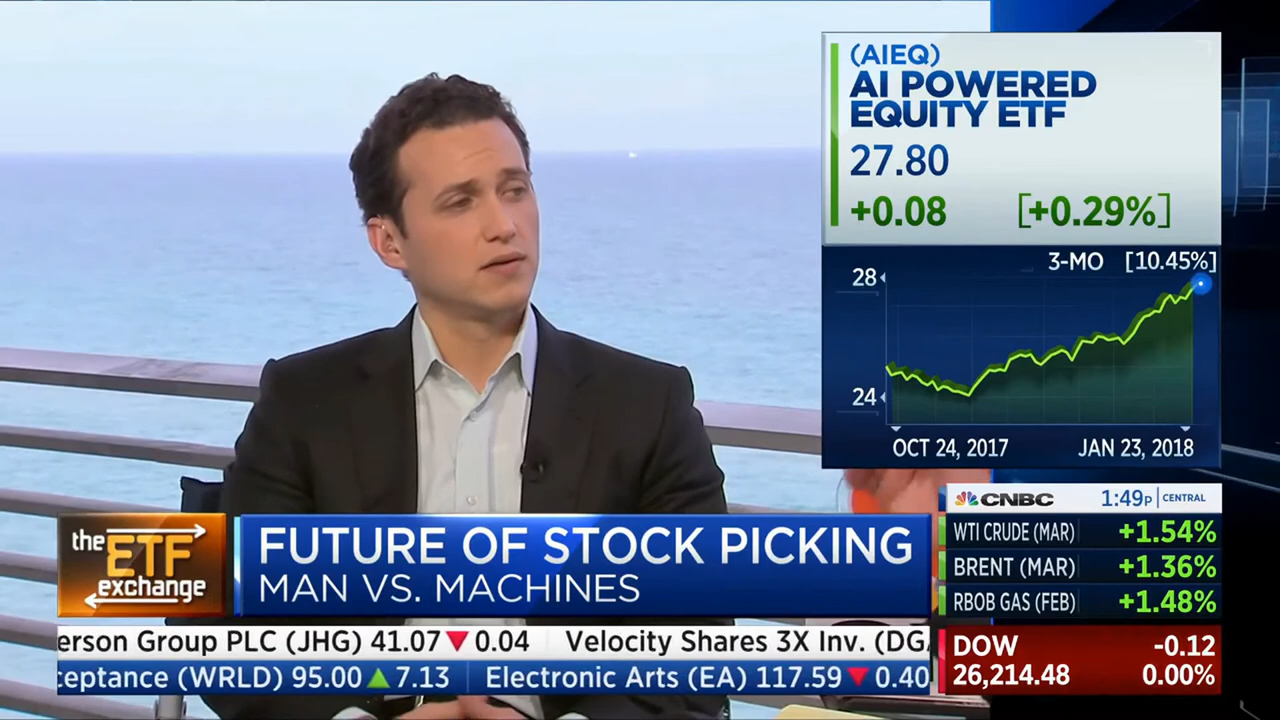 (AIEQ)
AI POWERED
EQUITY ETF
27.80
+0.08 [+0.29%]
3-MO [10.45%]
28
24
OCT 24, 2017 JAN 23, 2018
CNBC 1:49P CENTRAL
WTI CRUDE (MAR) +1.54%
BRENT (MAR) +1.36%
RBOB GAS (FEB) +1.48%
DOW -0.12
26,214.48 0.00%
the ETF exchange
FUTURE OF STOCK PICKING
MAN VS. MACHINES
erson Group PLC (JHG) 41.07 ▼ 0.04 Velocity Shares 3X Inv. (DGA
ceptance (WRLD) 95.00 ▲ 7.13 Electronic Arts (EA) 117.59 ▼ 0.40